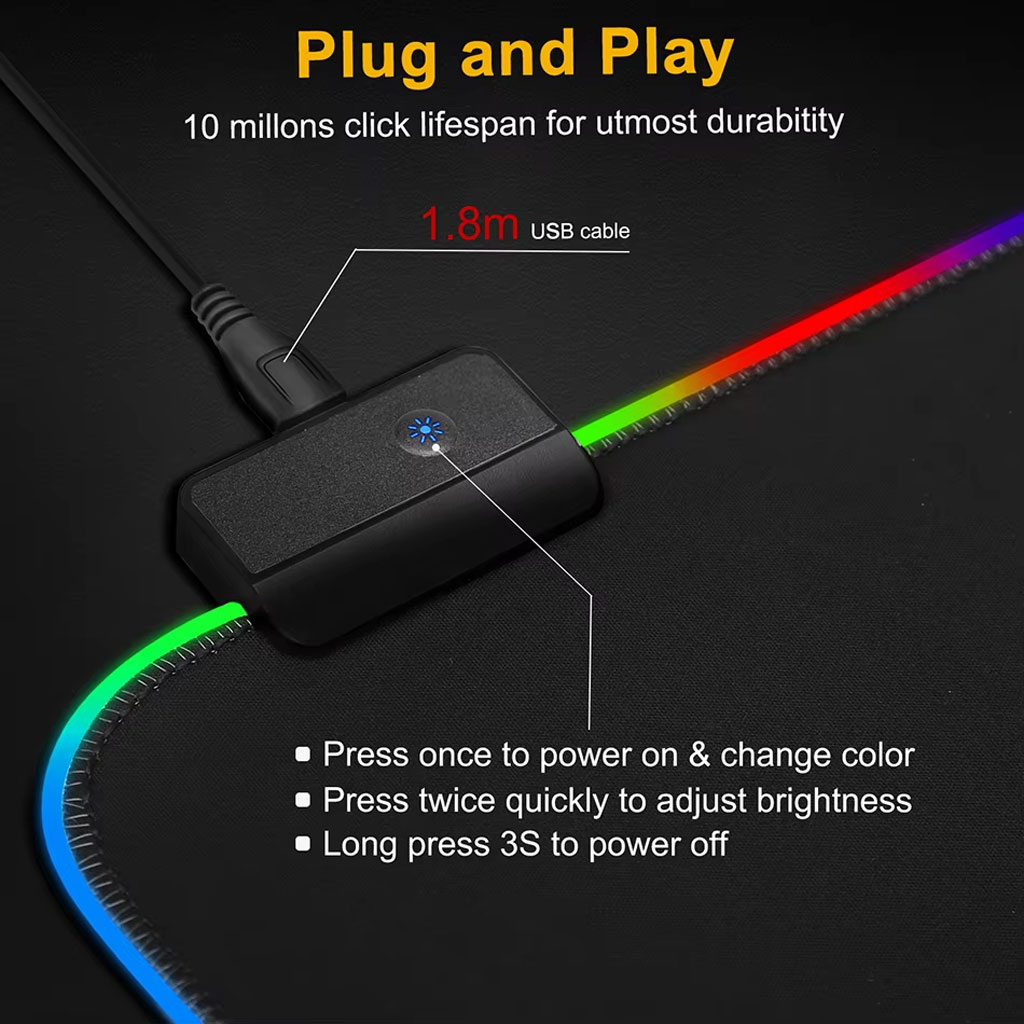 Plug and Play
10 millons click lifespan for utmost durabitity
1.8m USB cable
Press once to power on & change color
Press twice quickly to adjust brightness
Long press 3S to power off